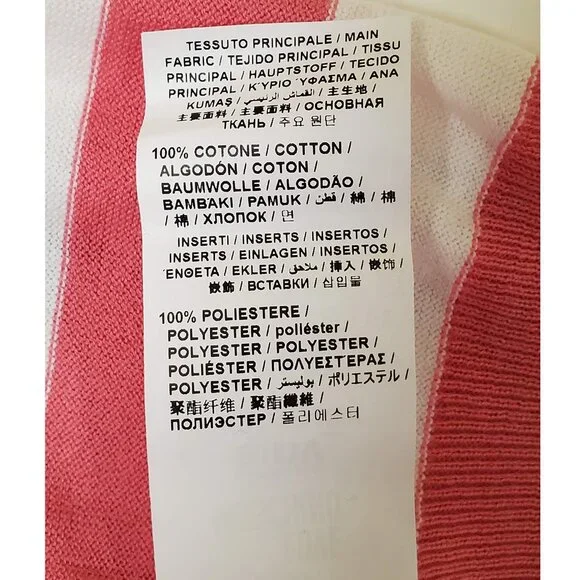 TESSUTO PRINCIPALE / MAIN
FABRIC / TEJIDO PRINCIPAL / TISSU
PRINCIPAL / HAUPTSTOFF / TECIDO
PRINCIPAL / Κ'ΥΡΙΟ 'ΥΦΑΣΜΑ / ANA
KUMAŞ / القماش الرئيسي / 主生地 /
主要面料 / 主要面料 / ОСНОВНАЯ
ТКАНЬ / 주요 원단
100% COTONE / COTTON /
ALGODÓN / COTON /
BAUMWOLLE / ALGODÃO /
BAMBAKI / PAMUK / قطن / 綿 / 棉
/ 棉 / ХЛОПОК / 면
INSERTI / INSERTS / INSERTOS /
INSERTS / EINLAGEN / INSERTOS /
'ΕΝΘΕΤΑ / EKLER / ملاحق / 挿入 / 嵌饰 /
嵌飾 / ВСТАВКИ / 삽입물
100% POLIESTERE /
POLYESTER / poliéster /
POLYESTER / POLYESTER /
POLIÉSTER / ΠΟΛΥΕΣΤΕΡΑΣ /
POLYESTER / بوليستر / ポリエステル /
聚酯纤维 / 聚酯纖維 /
ПОЛИЭСТЕР / 폴리에스터